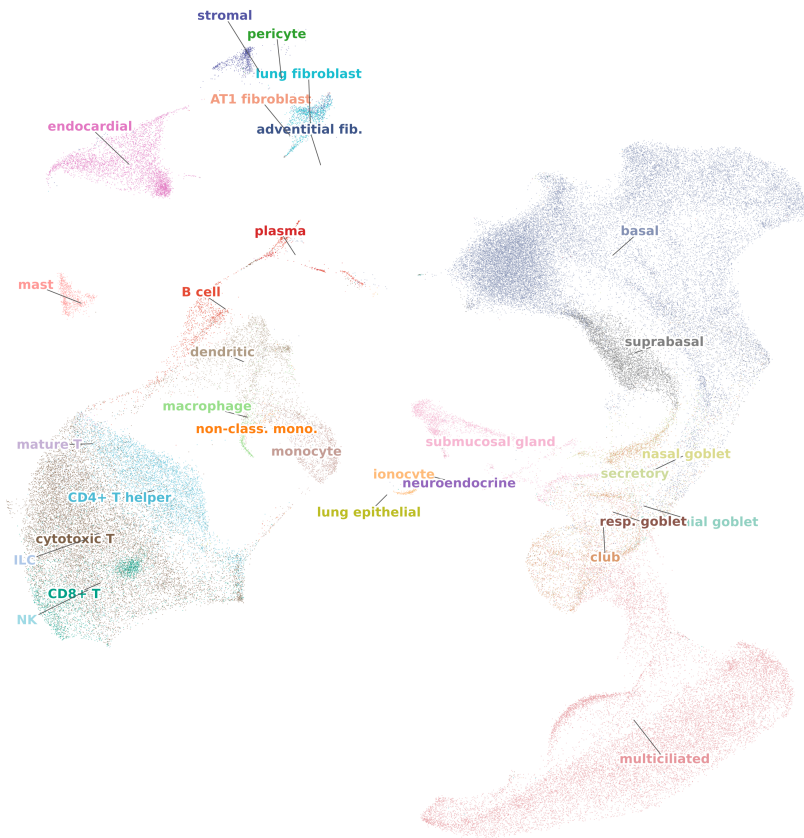 stromal
pericyte
lung fibroblast
AT1 fibroblast
endocardial
adventitial fib.
plasma
basal
mast
B cell
suprabasal
dendritic
macrophage
non-class. mono.
mature T
submucosal gland
monocyte
nasal goblet
ionocyte
secretory
neuroendocrine
CD4+ T helper
lung epithelial
resp. goblet
goblet
cytotoxic T
club
ILC
CD8+ T
NK
multiciliated